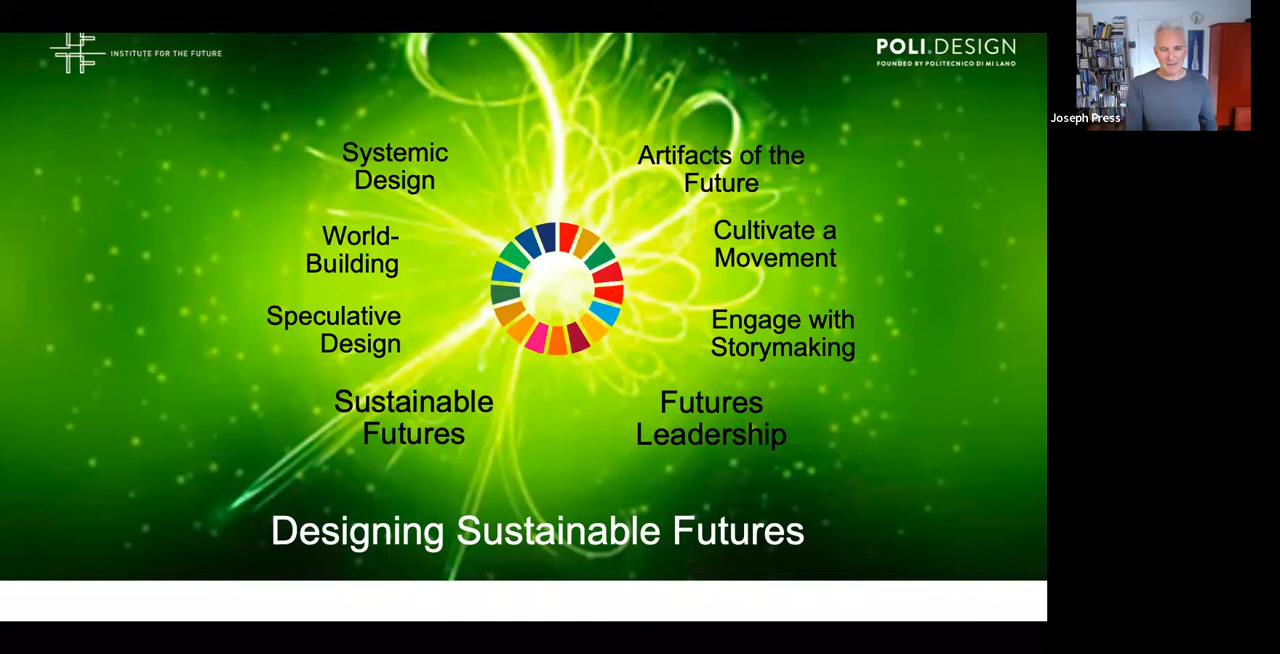 INSTITUTE FOR THE FUTURE
POLI.DESIGN
FOUNDED BY POLITECNICO DI MILANO
Joseph Press
Systemic
Design
Artifacts of the
Future
World-
Building
Cultivate a
Movement
Speculative
Design
Engage with
Storymaking
Sustainable
Futures
Futures
Leadership
Designing Sustainable Futures